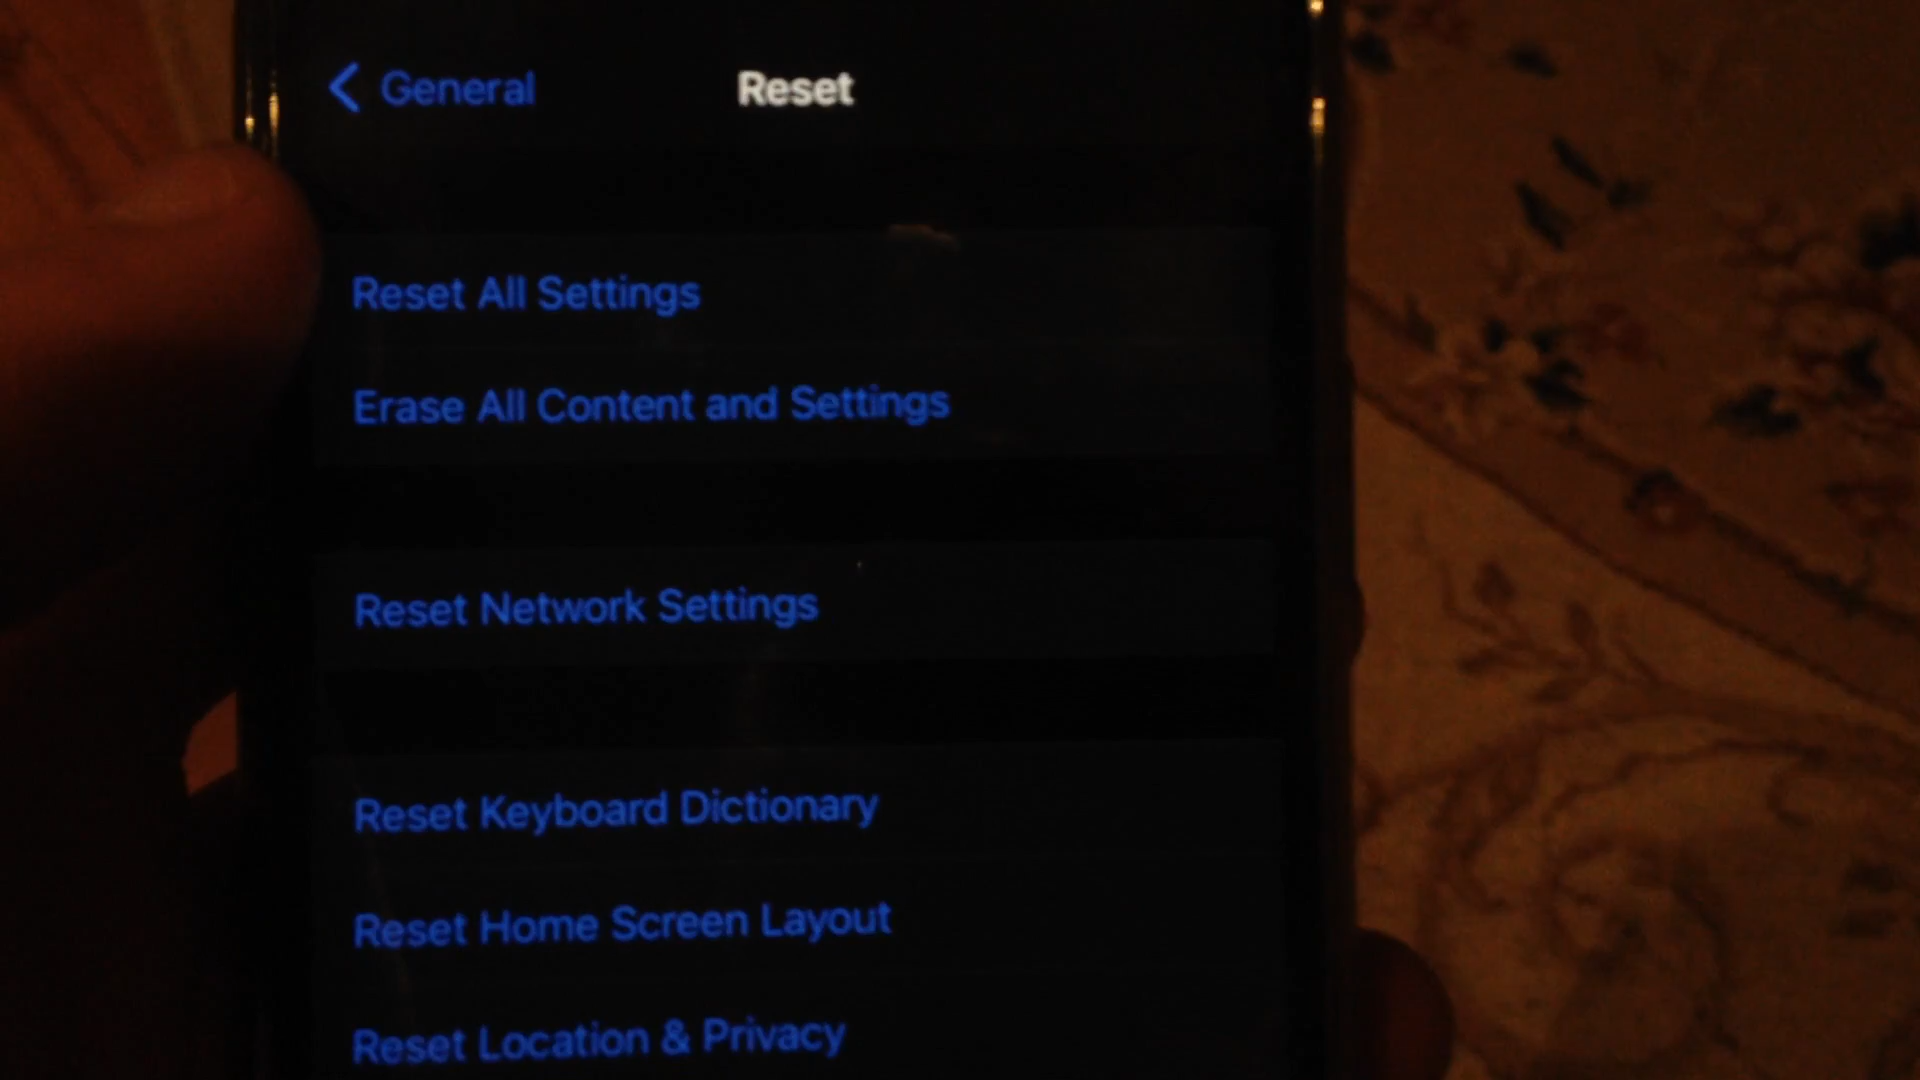 General
Reset
Reset All Settings
Erase All Content and Settings
Reset Network Settings
Reset Keyboard Dictionary
Reset Home Screen Layout
Reset Location & Privacy